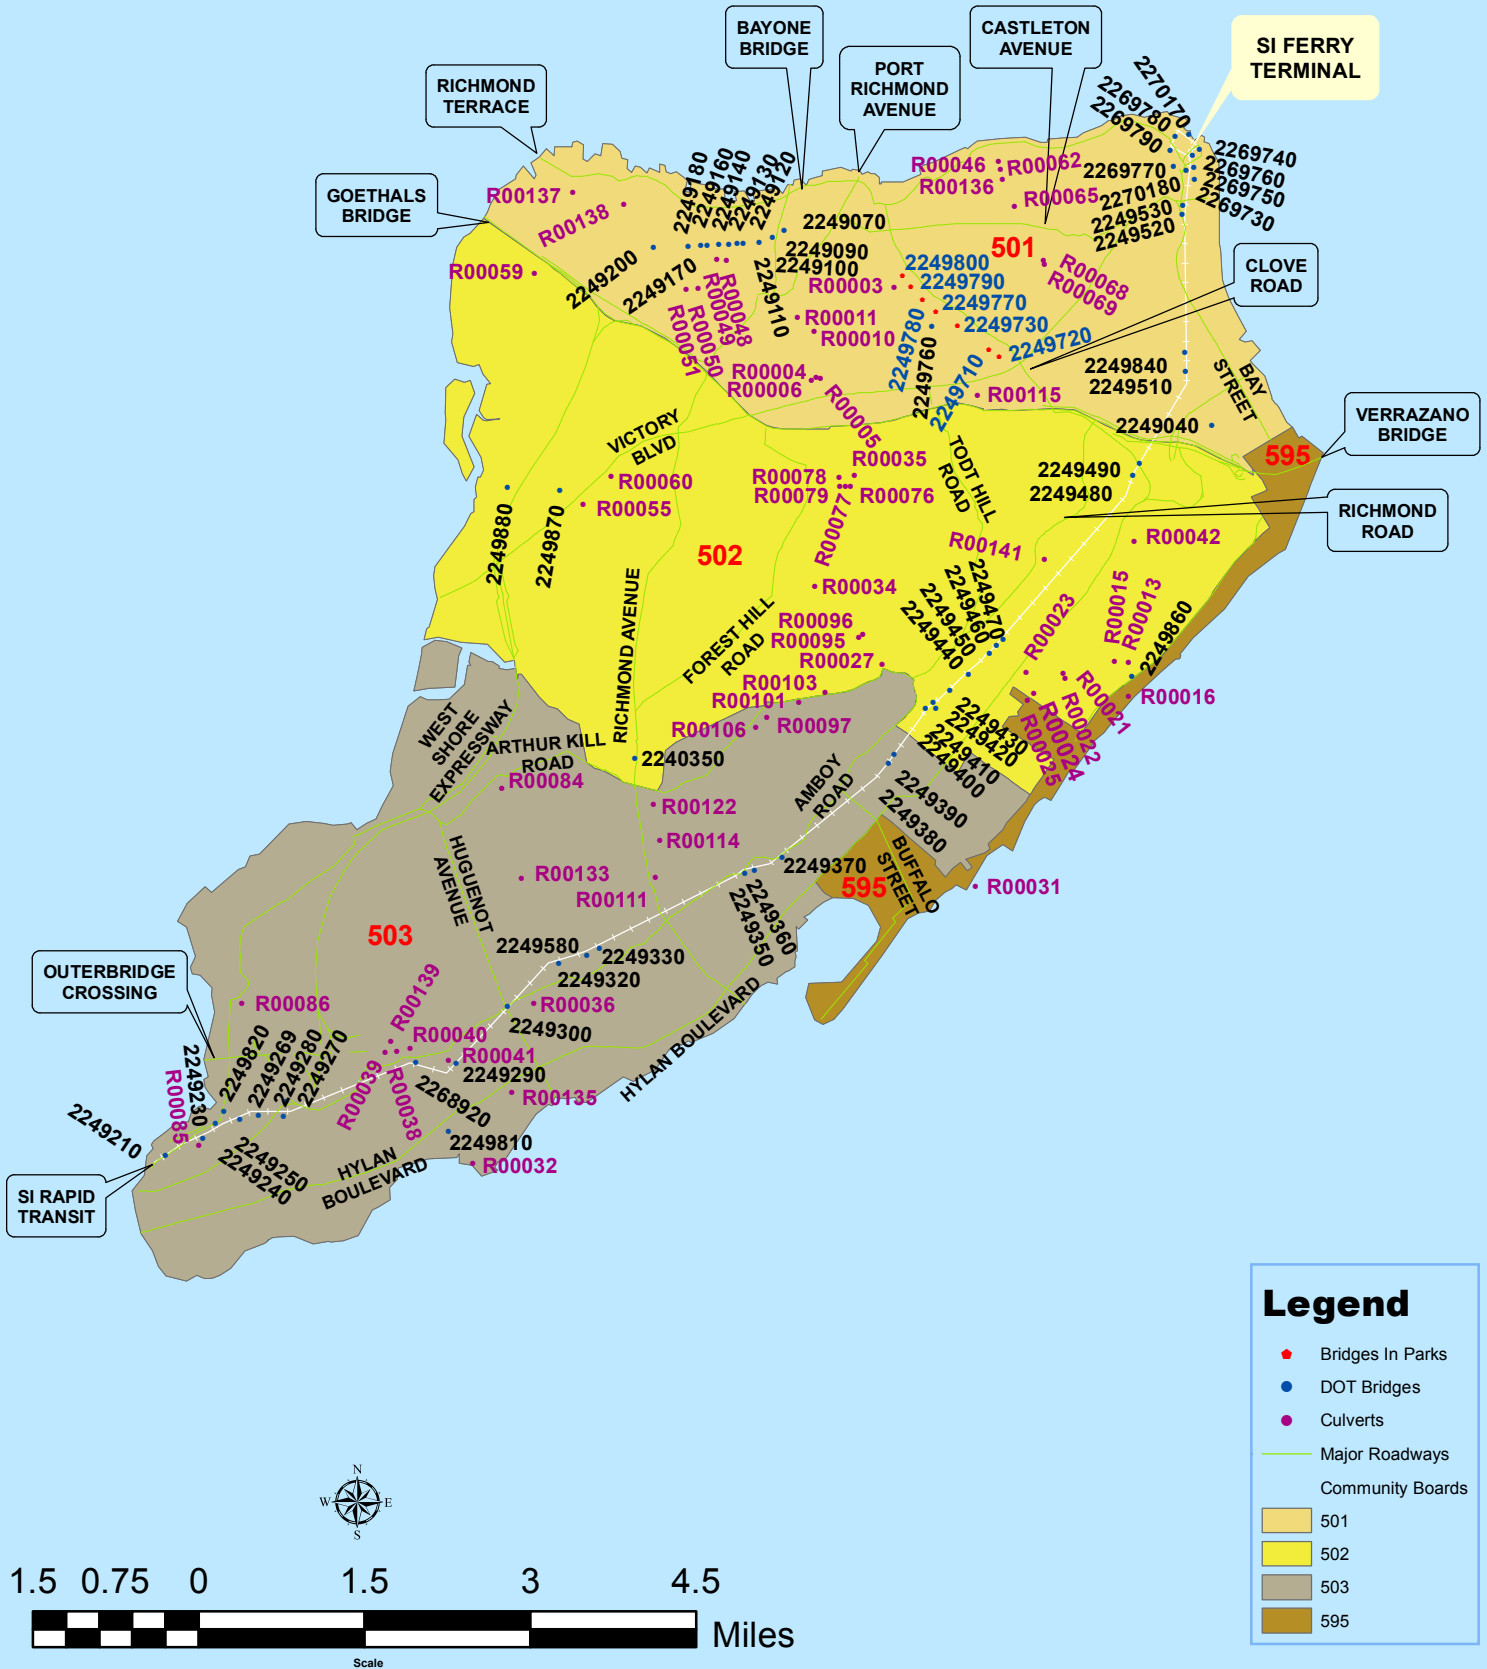 BAYONE
BRIDGE
CASTLETON
AVENUE
SI FERRY
TERMINAL
RICHMOND
TERRACE
PORT
RICHMOND
AVENUE
GOETHALS
BRIDGE
2270170
2269780
2269790
2269740
2269760
2269750
2269730
2269770
2270180
2249530
2249520
R00046
R00062
R00136
R00065
R00137
R00138
2249180
2249160
2249140
2249130
2249120
2249070
2249090
2249100
2249110
2249200
2249170
R00059
R00048
R00049
R00050
R00051
501
R00068
R00069
CLOVE
ROAD
R00003
2249800
2249790
2249770
2249730
2249720
2249780
2249760
2249710
R00011
R00010
R00004
R00006
R00005
R00115
2249840
2249510
BAY
STREET
2249040
VERRAZANO
BRIDGE
595
VICTORY
BLVD
R00060
R00055
R00035
R00078
R00079
R00076
R00077
TODT HILL
ROAD
2249490
2249480
RICHMOND
ROAD
2249880
2249870
502
R00141
R00042
R00034
RICHMOND AVENUE
FOREST HILL
ROAD
R00096
R00095
R00027
2249470
2249460
2249450
2249440
R00023
R00015
R00013
2249860
R00016
R00103
R00101
R00106
R00097
R00021
R00022
R00024
R00025
2249430
2249420
2249410
2249400
WEST
SHORE
EXPRESSWAY
ARTHUR KILL
ROAD
2240350
R00084
R00122
R00114
AMBOY
ROAD
2249390
2249380
HUGUENOT
AVENUE
R00133
R00111
2249370
2249360
2249350
595
BUFFALO
STREET
R00031
503
2249580
2249330
2249320
OUTERBRIDGE
CROSSING
R00086
R00139
R00036
2249300
HYLAN BOULEVARD
R00040
R00041
2249290
R00039
R00038
2268920
R00135
2249820
2249269
2249280
2249270
2249230
R00085
2249210
2249250
2249240
2249810
R00032
HYLAN
BOULEVARD
SI RAPID
TRANSIT
Legend
Bridges In Parks
DOT Bridges
Culverts
Major Roadways
Community Boards
501
502
503
595
N
W
E
S
1.5 0.75 0 1.5 3 4.5
Miles
Scale